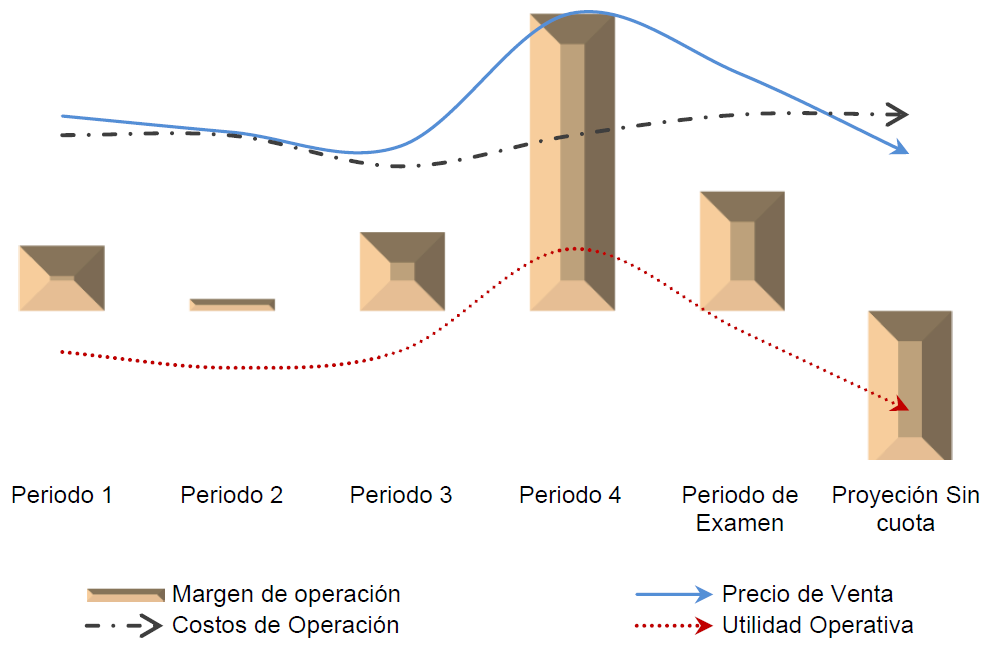 Periodo 1
Periodo 2
Periodo 3
Periodo 4
Periodo de
Examen
Proyeción Sin
cuota
Margen de operación
Precio de Venta
Costos de Operación
Utilidad Operativa